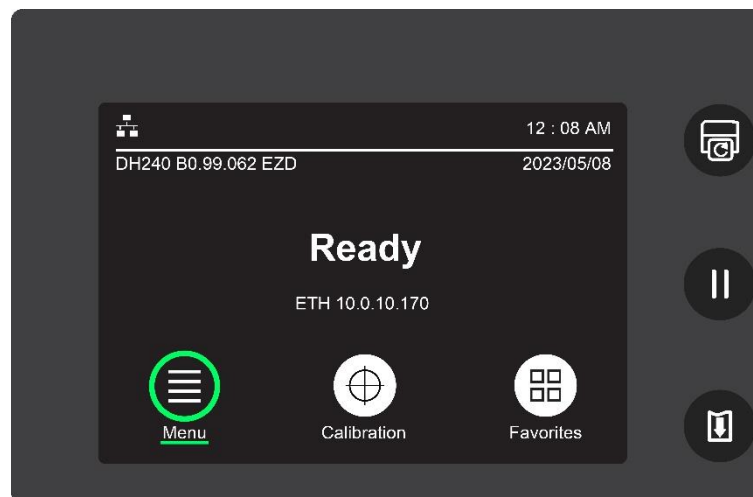 12 : 08 AM
DH240 B0.99.062 EZD 2023/05/08
Ready
ETH 10.0.10.170
Menu Calibration Favorites